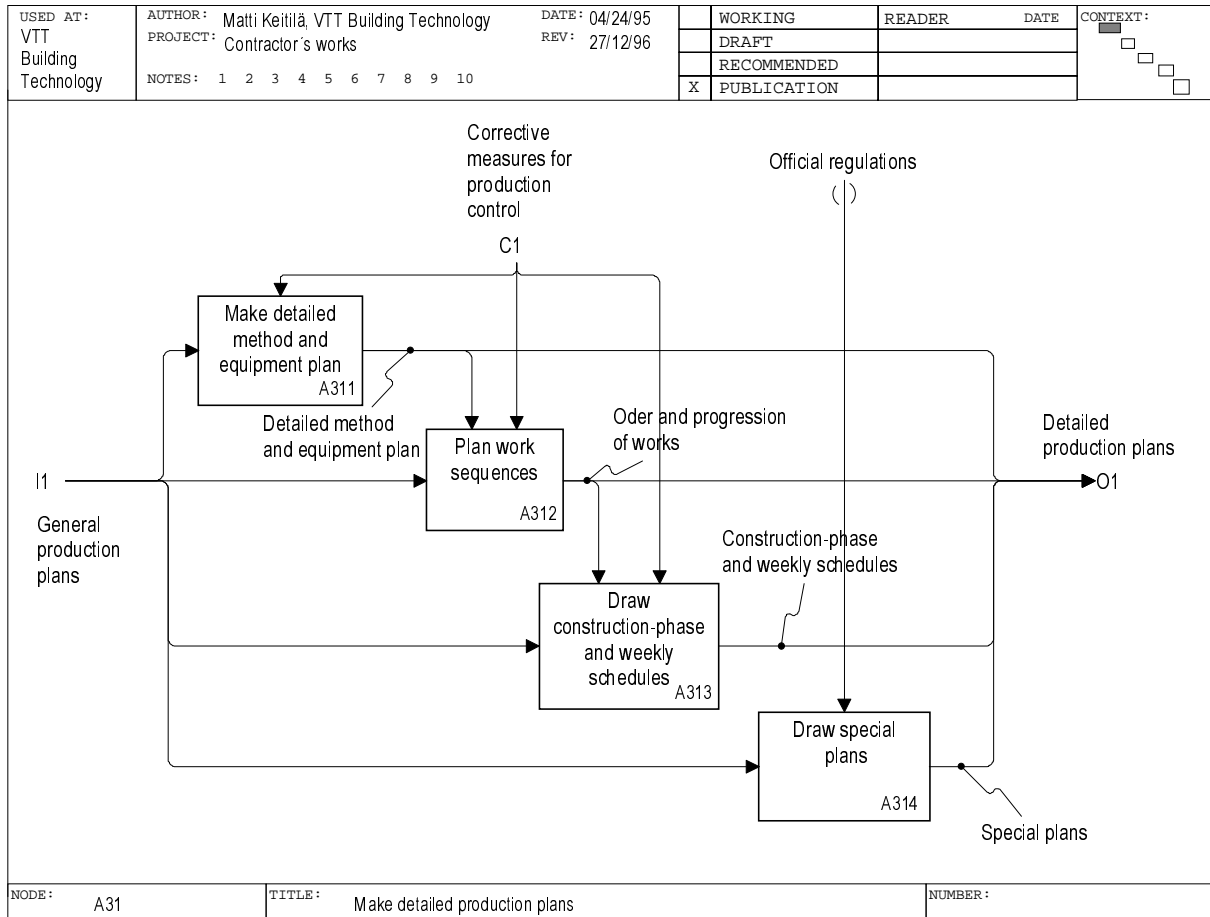 USED AT:
VTT
Building
Technology
AUTHOR: Matti Keitilä, VTT Building Technology
PROJECT: Contractor´s works
NOTES: 1 2 3 4 5 6 7 8 9 10
DATE: 04/24/95
REV: 27/12/96
WORKING
DRAFT
RECOMMENDED
X PUBLICATION
READER DATE
CONTEXT:
Corrective
measures for
production
control
C1
Official regulations
( )
Make detailed
method and
equipment plan
A311
Detailed method
and equipment plan
Plan work
sequences
A312
Oder and progression
of works
Detailed
production plans
O1
I1
General
production
plans
Construction-phase
and weekly schedules
Draw
construction-phase
and weekly
schedules
A313
Draw special
plans
A314
Special plans
NODE: A31
TITLE: Make detailed production plans
NUMBER: